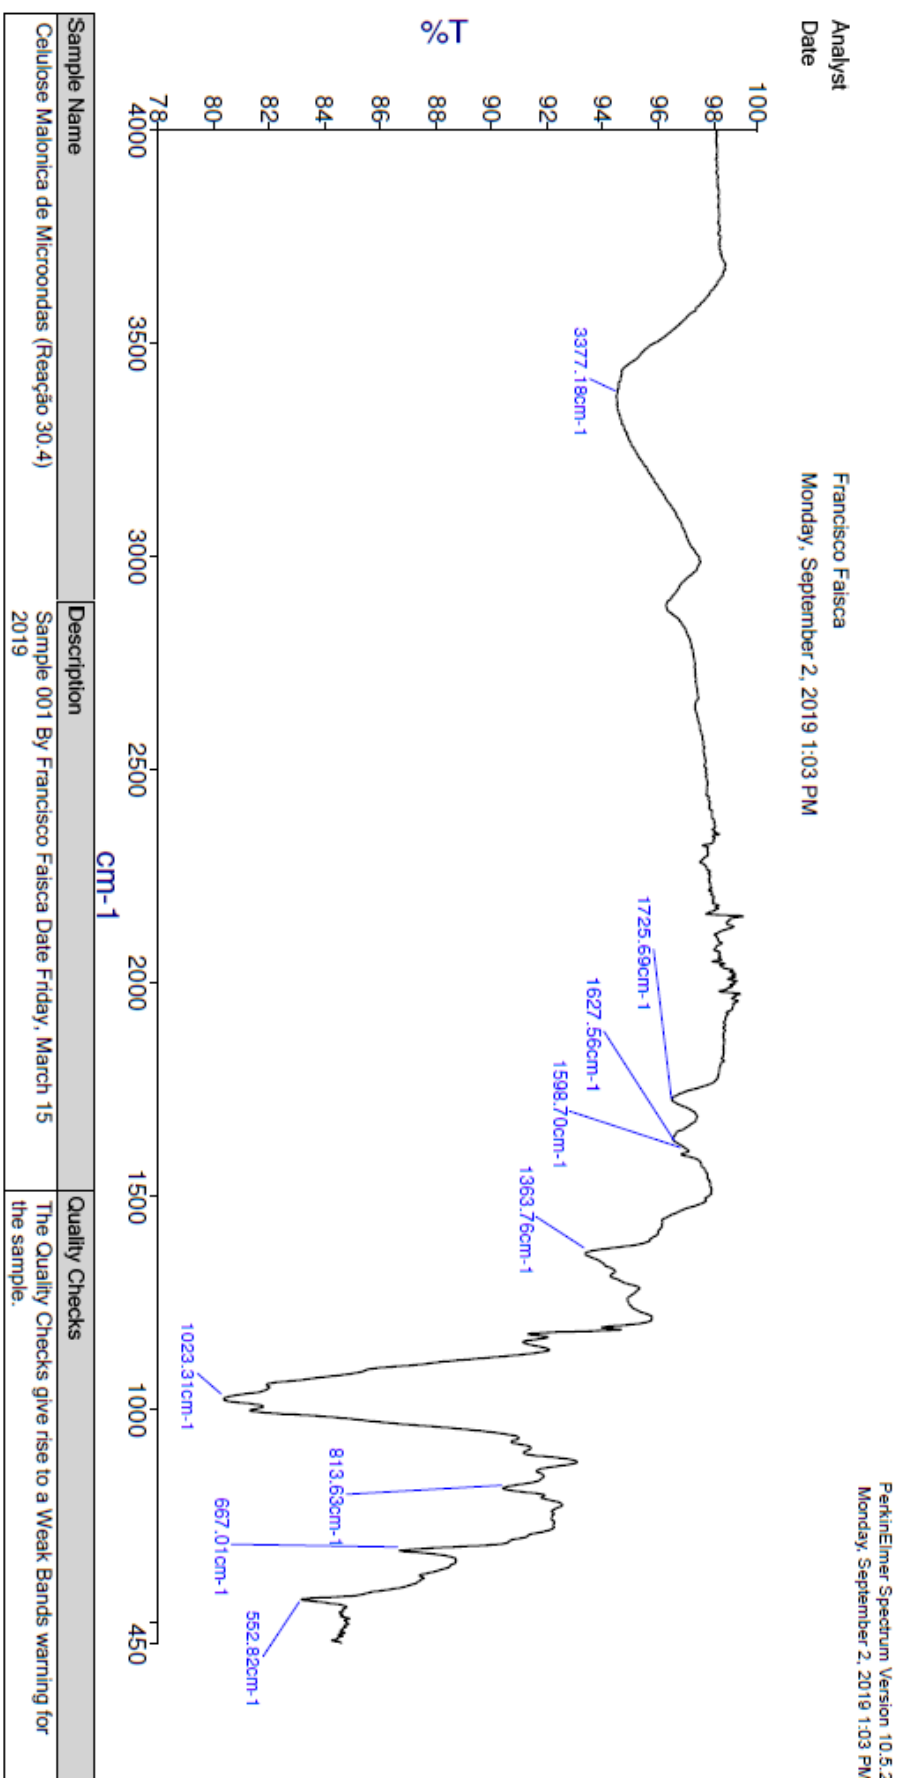 PerkinElmer Spectrum Version 10.5.2
Monday, September 2, 2019 1:03 PM
Analyst
Francisco Faisca
Date
Monday, September 2, 2019 1:03 PM
100
98
96
94
92
90
88
86
84
82
80
78
%T
3377.18cm-1
1725.69cm-1
1627.56cm-1
1598.70cm-1
1363.76cm-1
1023.31cm-1
813.63cm-1
667.01cm-1
552.82cm-1
4000
3500
3000
2500
2000
1500
1000
450
cm-1
Sample Name
Description
Quality Checks
Celulose Malonica de Microondas (Reação 30.4)
Sample 001 By Francisco Faisca Date Friday, March 15
2019
The Quality Checks give rise to a Weak Bands warning for
the sample.